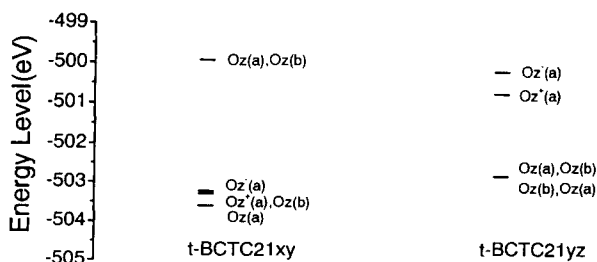 Energy Level(eV)
-499
-500
-501
-502
-503
-504
-505
Oz(a),Oz(b)
Oz⁻(a)
Oz⁺(a),Oz(b)
Oz(a)
t-BCTC21xy
Oz⁻(a)
Oz⁺(a)
Oz(a),Oz(b)
Oz(b),Oz(a)
t-BCTC21yz